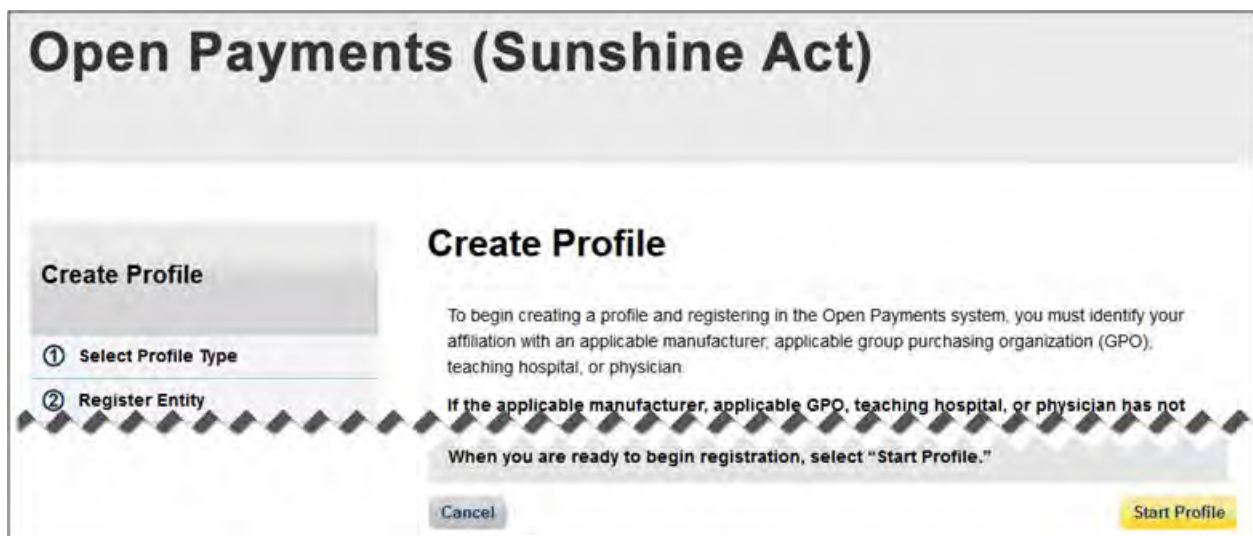 Open Payments (Sunshine Act)
Create Profile
① Select Profile Type
② Register Entity
Create Profile
To begin creating a profile and registering in the Open Payments system, you must identify your
affiliation with an applicable manufacturer, applicable group purchasing organization (GPO),
teaching hospital, or physician.
If the applicable manufacturer, applicable GPO, teaching hospital, or physician has not
When you are ready to begin registration, select “Start Profile.”
Cancel
Start Profile